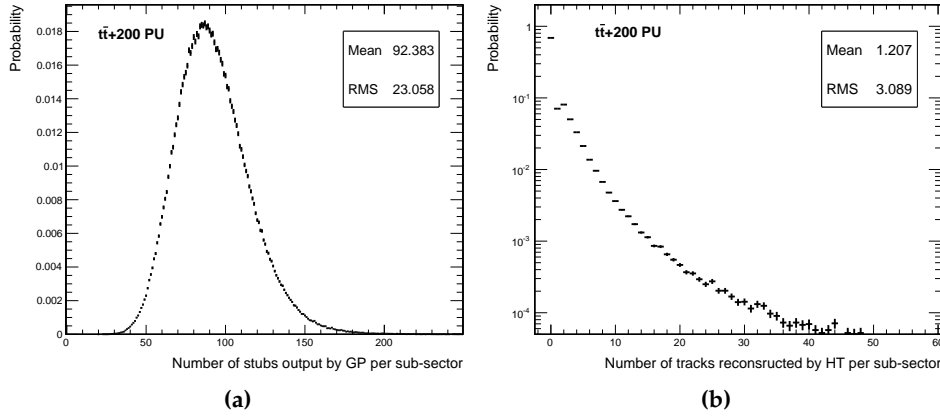 Probability
tt̄+200 PU
Mean 92.383
RMS 23.058
0.018
0.016
0.014
0.012
0.01
0.008
0.006
0.004
0.002
0
0 50 100 150 200
Number of stubs output by GP per sub-sector
(a)
Probability
tt̄+200 PU
Mean 1.207
RMS 3.089
1
10⁻¹
10⁻²
10⁻³
10⁻⁴
0 10 20 30 40 50 60
Number of tracks reconsructed by HT per sub-sector
(b)